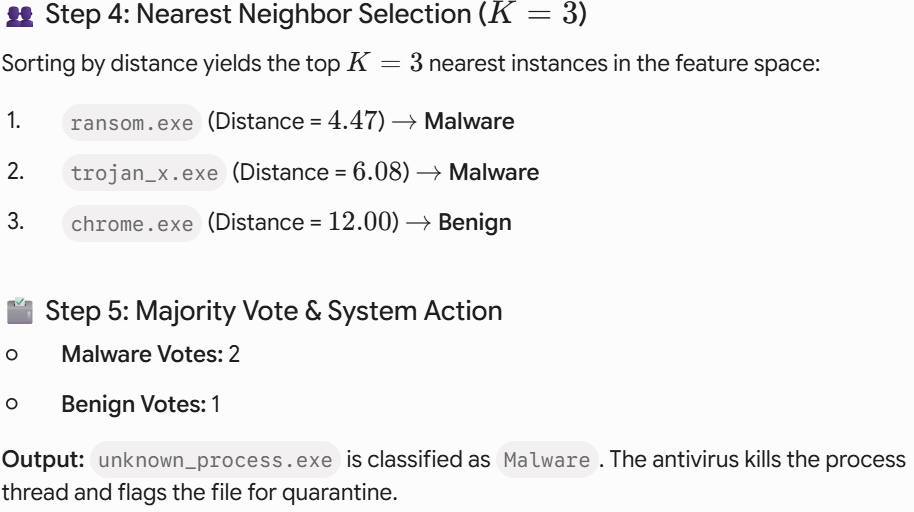 👥 Step 4: Nearest Neighbor Selection (K = 3)
Sorting by distance yields the top K = 3 nearest instances in the feature space:
1. ransom.exe (Distance = 4.47) → Malware
2. trojan_x.exe (Distance = 6.08) → Malware
3. chrome.exe (Distance = 12.00) → Benign
🗳️ Step 5: Majority Vote & System Action
○ Malware Votes: 2
○ Benign Votes: 1
Output: unknown_process.exe is classified as Malware. The antivirus kills the process
thread and flags the file for quarantine.